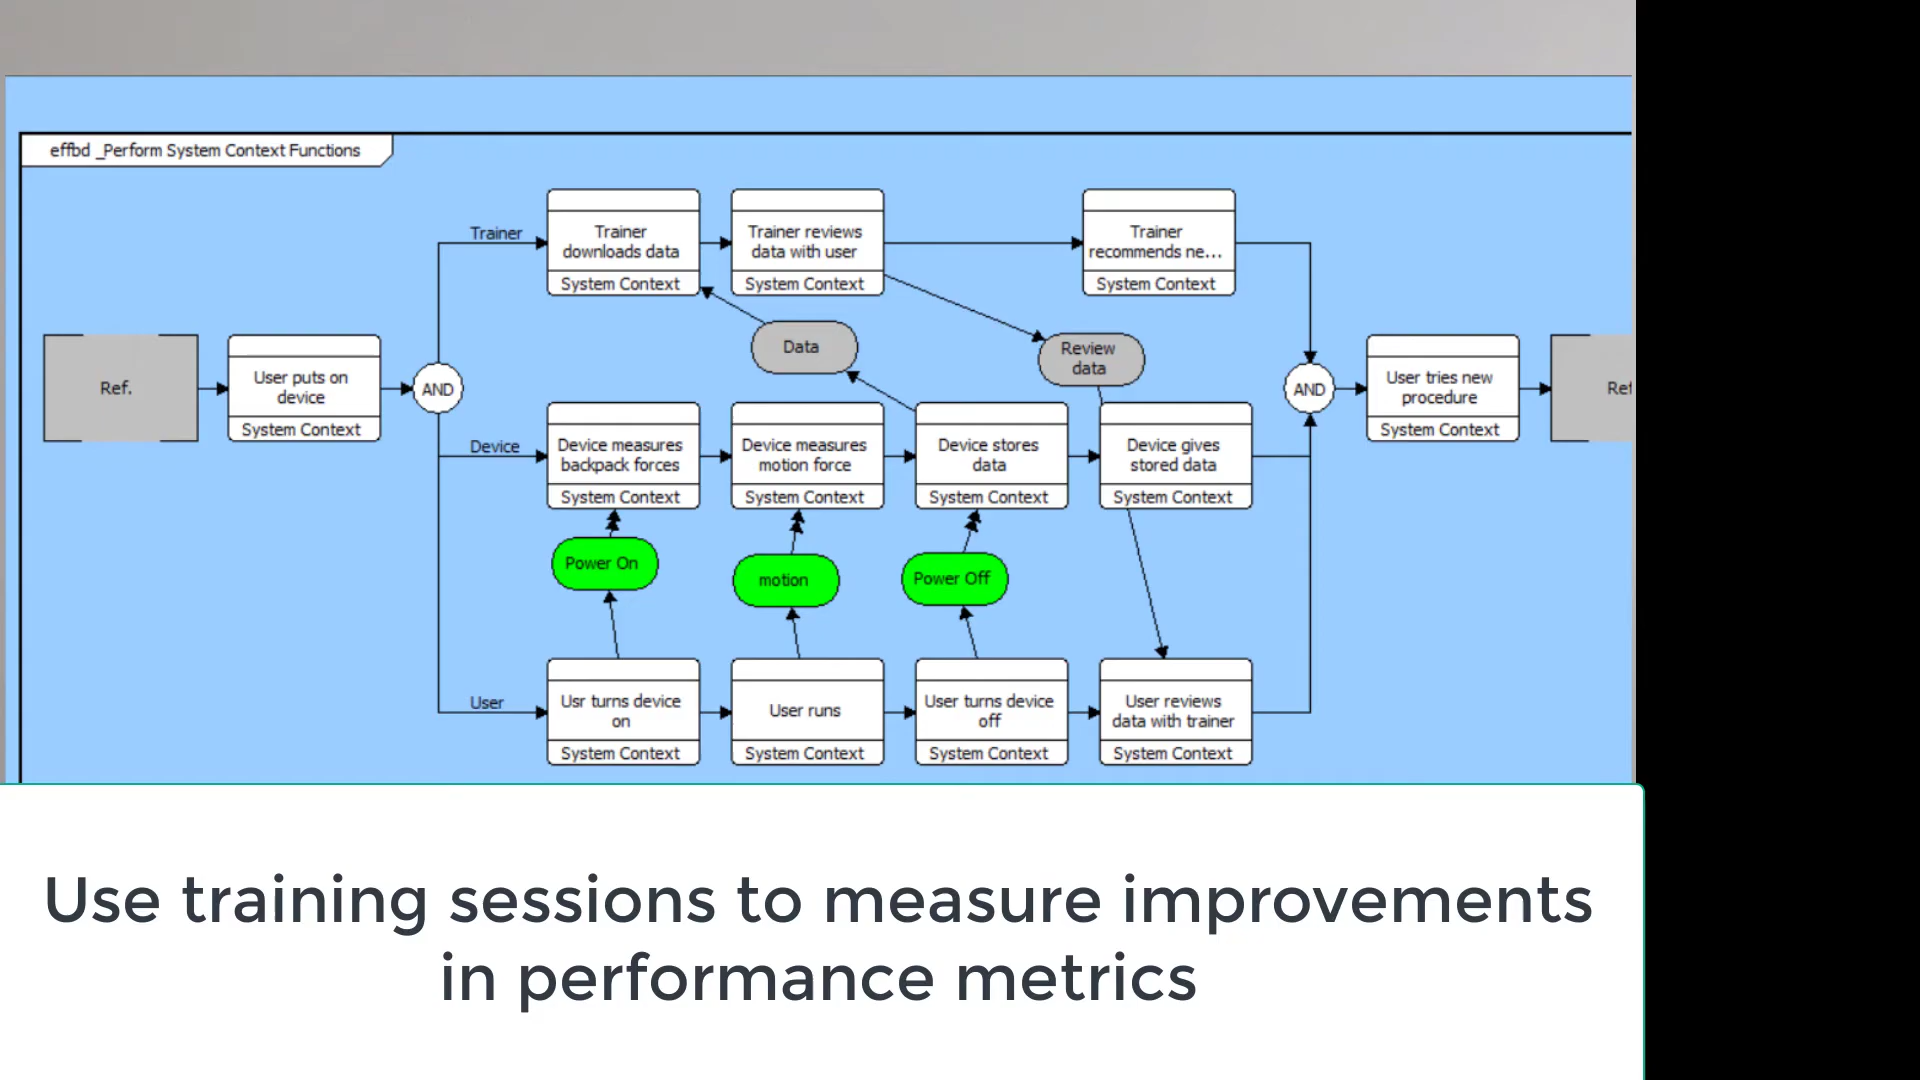 effbd _Perform System Context Functions
Trainer
Trainer
downloads data
System Context
Trainer reviews
data with user
System Context
Trainer
recommends ne...
System Context
Data
Review
data
Ref.
User puts on
device
System Context
AND
AND
User tries new
procedure
System Context
Ref
Device
Device measures
backpack forces
System Context
Device measures
motion force
System Context
Device stores
data
System Context
Device gives
stored data
System Context
Power On
motion
Power Off
User
Usr turns device
on
System Context
User runs
System Context
User turns device
off
System Context
User reviews
data with trainer
System Context
Use training sessions to measure improvements
in performance metrics